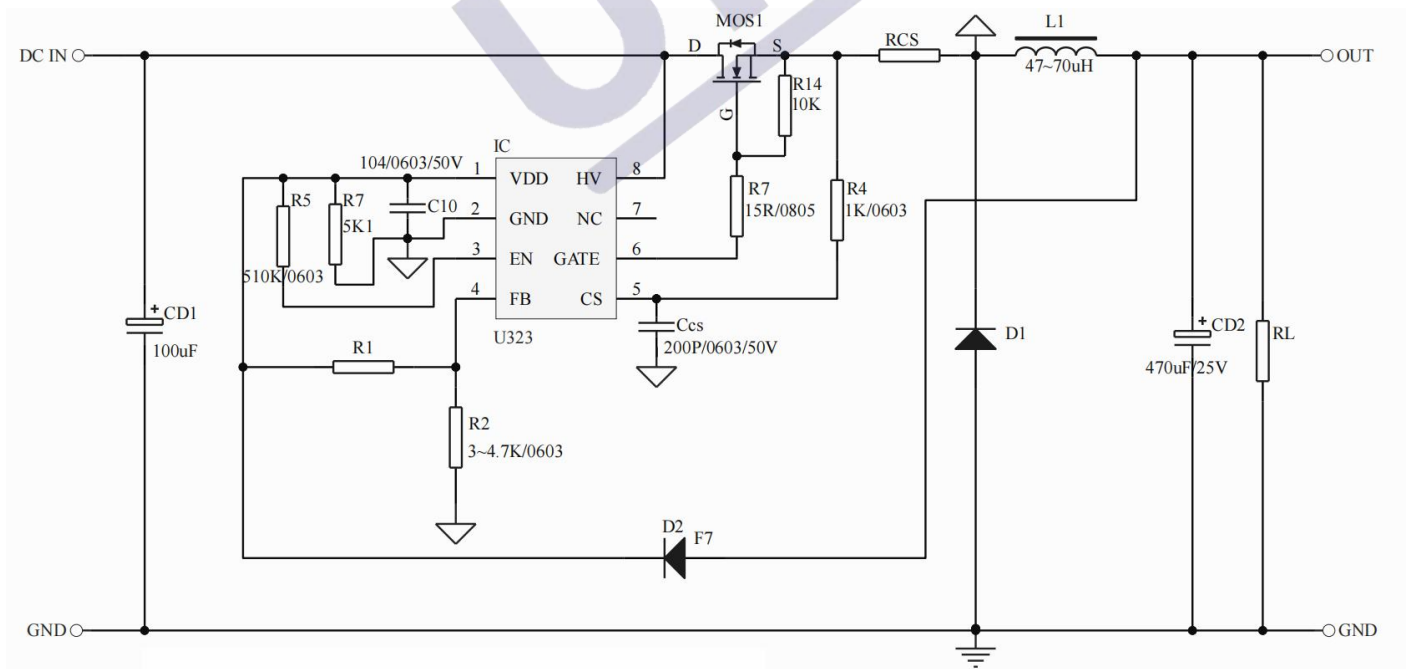 MOS1
L1
DC IN
D
S
RCS
OUT
47~70uH
R14
10K
G
IC
104/0603/50V
1
VDD
HV
8
R5
R7
C10
R7
R4
5K1
2
GND
NC
7
15R/0805
1K/0603
3
EN
GATE
6
510K/0603
4
FB
CS
5
+
CD1
100uF
U323
Ccs
200P/0603/50V
D1
+
CD2
RL
470uF/25V
R1
R2
3~4.7K/0603
D2
F7
GND
GND